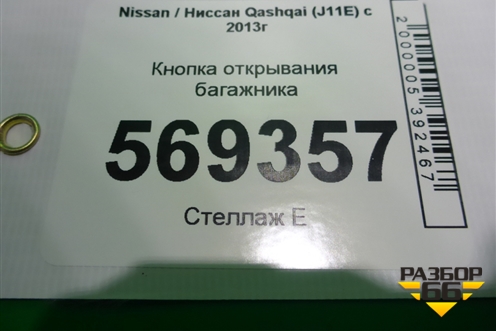 Nissan / Ниссан Qashqai (J11E) с
2013г
Кнопка открывания
багажника
569357
Стеллаж Е
2000005392467
РАЗБОР
66